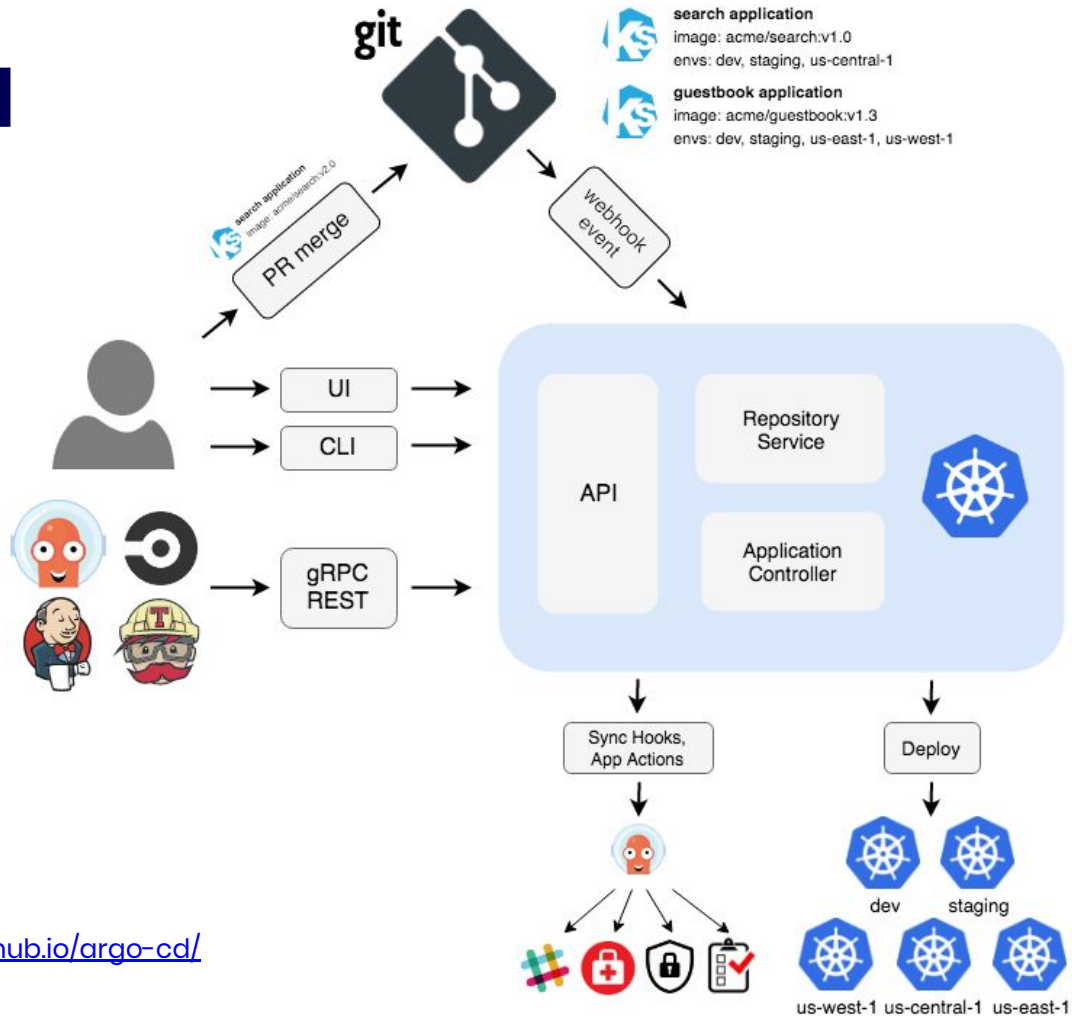 git
search application
image: acme/search:v1.0
envs: dev, staging, us-central-1
guestbook application
image: acme/guestbook:v1.3
envs: dev, staging, us-east-1, us-west-1
Ks
Ks
search application
image: acme/search:v2.0
Ks
PR merge
webhook
event
UI
CLI
gRPC
REST
T
API
Repository
Service
Application
Controller
Sync Hooks,
App Actions
Deploy
dev
staging
us-west-1
us-central-1
us-east-1
hub.io/argo-cd/